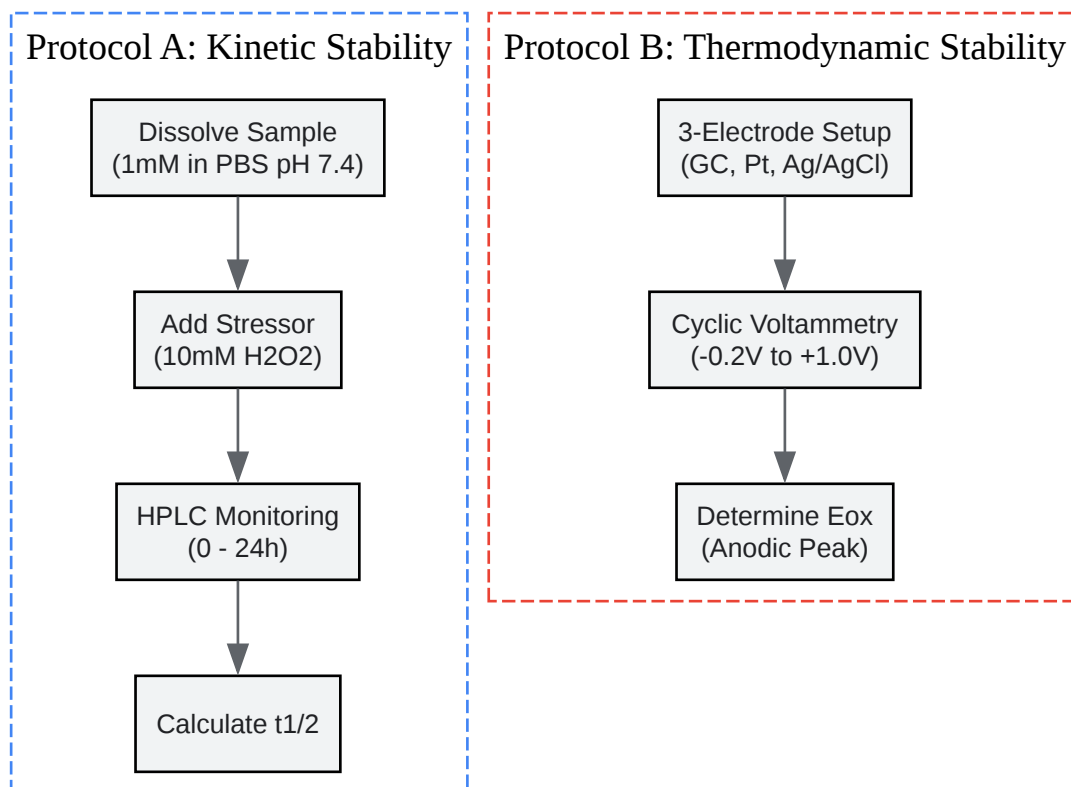 Protocol A: Kinetic Stability
Dissolve Sample
(1mM in PBS pH 7.4)
Add Stressor
(10mM H2O2)
HPLC Monitoring
(0 - 24h)
Calculate t1/2
Protocol B: Thermodynamic Stability
3-Electrode Setup
(GC, Pt, Ag/AgCl)
Cyclic Voltammetry
(-0.2V to +1.0V)
Determine Eox
(Anodic Peak)